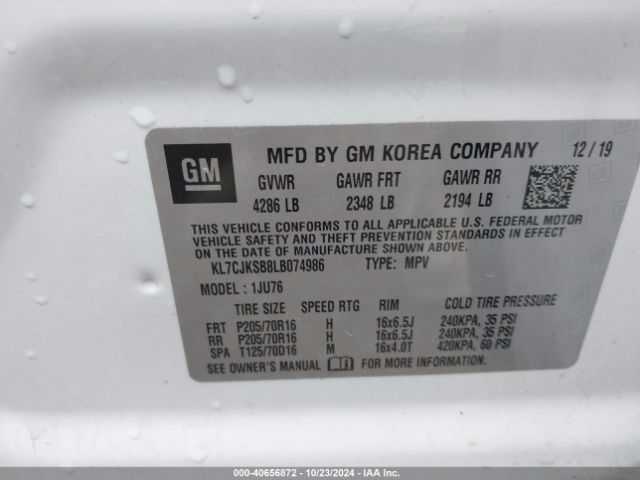 GM
MFD BY GM KOREA COMPANY 12/19
GVWR GAWR FRT GAWR RR
4286 LB 2348 LB 2194 LB
THIS VEHICLE CONFORMS TO ALL APPLICABLE U.S. FEDERAL MOTOR
VEHICLE SAFETY AND THEFT PREVENTION STANDARDS IN EFFECT
ON THE DATE OF MANUFACTURE SHOWN ABOVE.
KL7CJKSB8LB074986 TYPE: MPV
MODEL: 1JU76
TIRE SIZE SPEED RTG RIM COLD TIRE PRESSURE
FRT P205/70R16 H 16x6.5J 240KPA, 35 PSI
RR P205/70R16 H 16x6.5J 240KPA, 35 PSI
SPA T125/70D16 M 16x4.0T 420KPA, 60 PSI
SEE OWNER'S MANUAL FOR MORE INFORMATION.
000-40656872 - 10/23/2024 - IAA Inc.